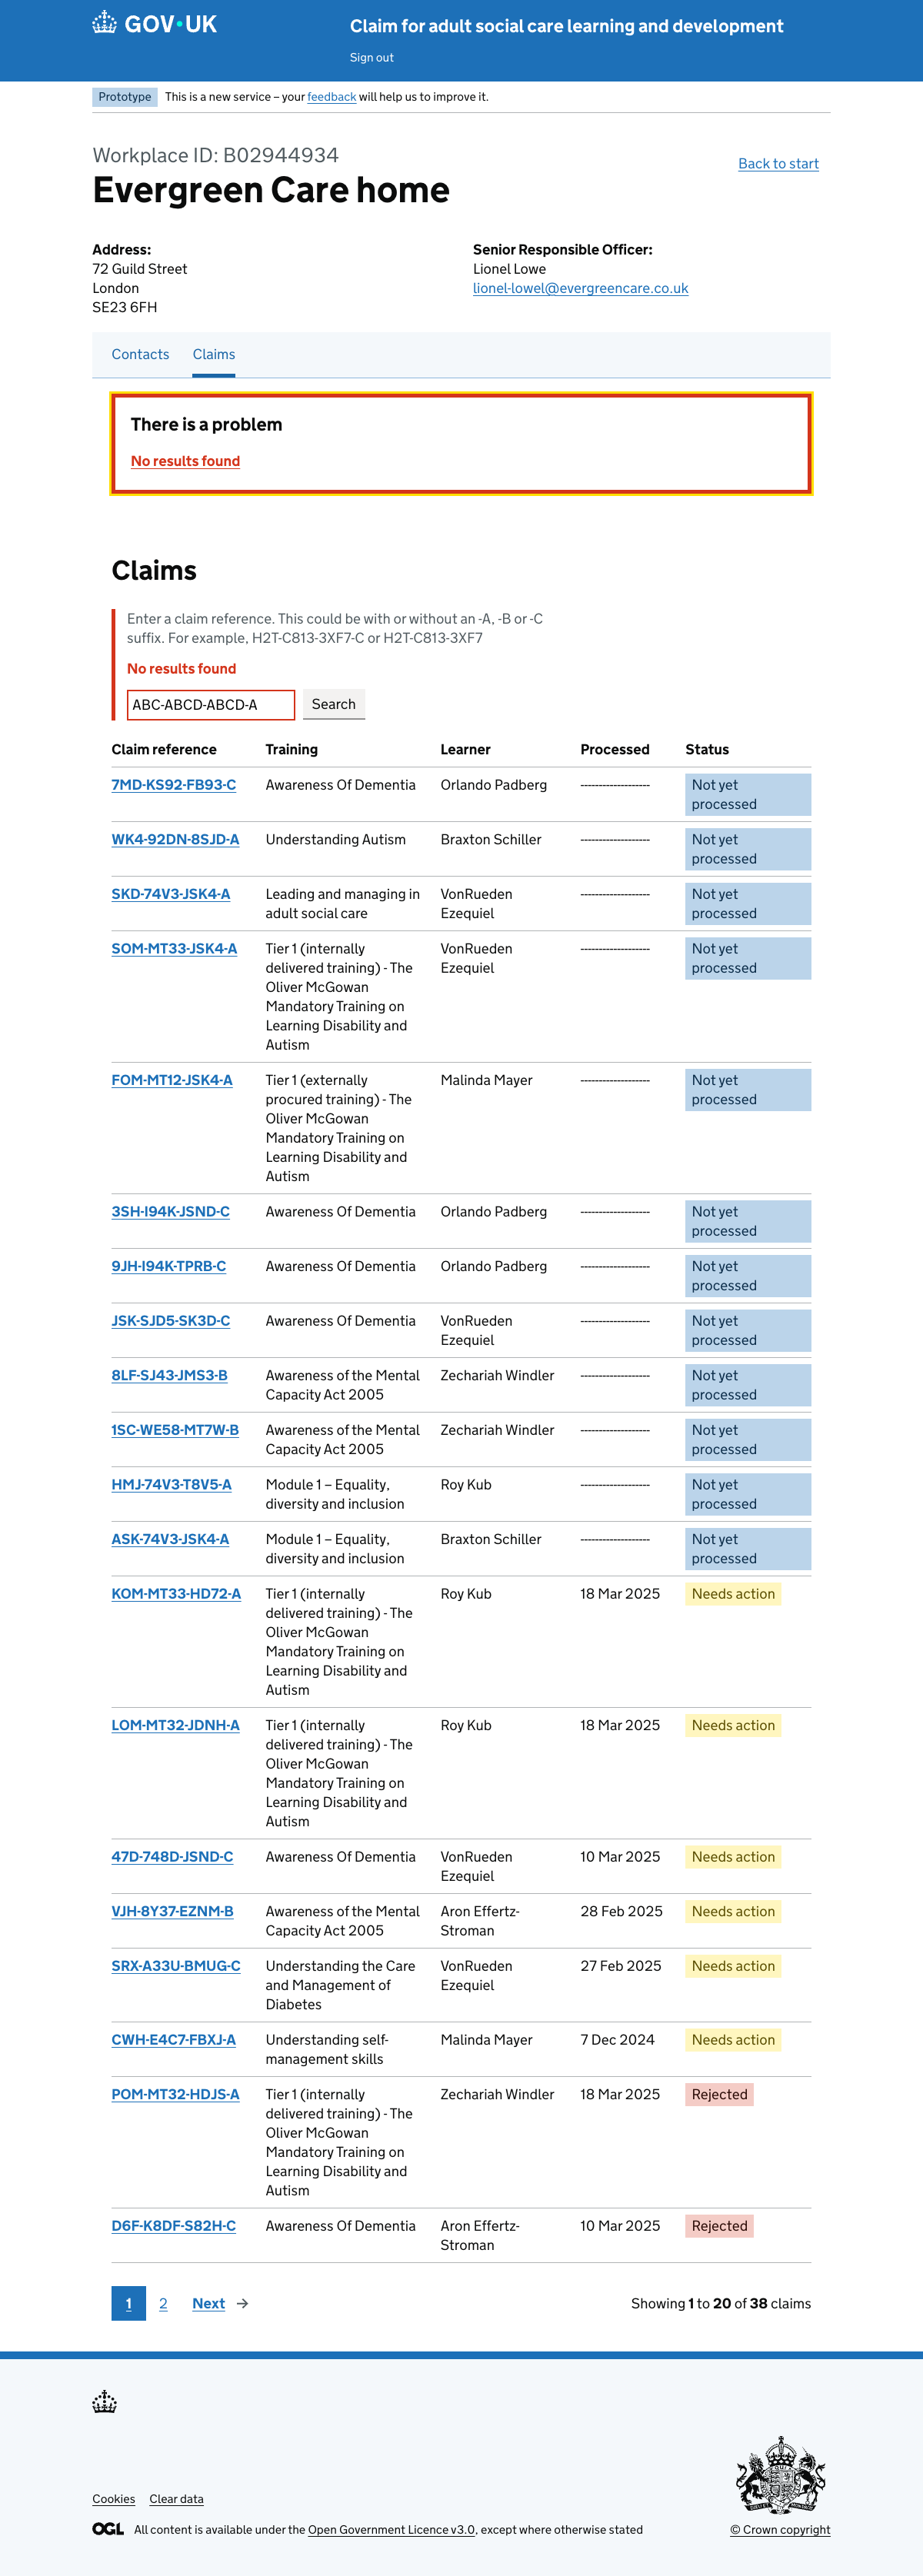 GOV·UK
Claim for adult social care learning and development
Sign out
Prototype This is a new service – your feedback will help us to improve it.
Workplace ID: B02944934
Back to start
Evergreen Care home
Address:
72 Guild Street
London
SE23 6FH
Senior Responsible Officer:
Lionel Lowe
lionel-lowel@evergreencare.co.uk
Contacts Claims
There is a problem
No results found
Claims
Enter a claim reference. This could be with or without an -A, -B or -C
suffix. For example, H2T-C813-3XF7-C or H2T-C813-3XF7
No results found
ABC-ABCD-ABCD-A Search
Claim reference Training Learner Processed Status
7MD-KS92-FB93-C Awareness Of Dementia Orlando Padberg ------------------- Not yet
processed
WK4-92DN-8SJD-A Understanding Autism Braxton Schiller ------------------- Not yet
processed
SKD-74V3-JSK4-A Leading and managing in VonRueden ------------------- Not yet
adult social care Ezequiel processed
SOM-MT33-JSK4-A Tier 1 (internally VonRueden ------------------- Not yet
delivered training) - The Ezequiel processed
Oliver McGowan
Mandatory Training on
Learning Disability and
Autism
FOM-MT12-JSK4-A Tier 1 (externally Malinda Mayer ------------------- Not yet
procured training) - The processed
Oliver McGowan
Mandatory Training on
Learning Disability and
Autism
3SH-I94K-JSND-C Awareness Of Dementia Orlando Padberg ------------------- Not yet
processed
9JH-I94K-TPRB-C Awareness Of Dementia Orlando Padberg ------------------- Not yet
processed
JSK-SJD5-SK3D-C Awareness Of Dementia VonRueden ------------------- Not yet
Ezequiel processed
8LF-SJ43-JMS3-B Awareness of the Mental Zechariah Windler ------------------- Not yet
Capacity Act 2005 processed
1SC-WE58-MT7W-B Awareness of the Mental Zechariah Windler ------------------- Not yet
Capacity Act 2005 processed
HMJ-74V3-T8V5-A Module 1 – Equality, Roy Kub ------------------- Not yet
diversity and inclusion processed
ASK-74V3-JSK4-A Module 1 – Equality, Braxton Schiller ------------------- Not yet
diversity and inclusion processed
KOM-MT33-HD72-A Tier 1 (internally Roy Kub 18 Mar 2025 Needs action
delivered training) - The
Oliver McGowan
Mandatory Training on
Learning Disability and
Autism
LOM-MT32-JDNH-A Tier 1 (internally Roy Kub 18 Mar 2025 Needs action
delivered training) - The
Oliver McGowan
Mandatory Training on
Learning Disability and
Autism
47D-748D-JSND-C Awareness Of Dementia VonRueden 10 Mar 2025 Needs action
Ezequiel
VJH-8Y37-EZNM-B Awareness of the Mental Aron Effertz- 28 Feb 2025 Needs action
Capacity Act 2005 Stroman
SRX-A33U-BMUG-C Understanding the Care VonRueden 27 Feb 2025 Needs action
and Management of Ezequiel
Diabetes
CWH-E4C7-FBXJ-A Understanding self- Malinda Mayer 7 Dec 2024 Needs action
management skills
POM-MT32-HDJS-A Tier 1 (internally Zechariah Windler 18 Mar 2025 Rejected
delivered training) - The
Oliver McGowan
Mandatory Training on
Learning Disability and
Autism
D6F-K8DF-S82H-C Awareness Of Dementia Aron Effertz- 10 Mar 2025 Rejected
Stroman
1 2 Next → Showing 1 to 20 of 38 claims
Cookies Clear data
OGL All content is available under the Open Government Licence v3.0, except where otherwise stated
© Crown copyright